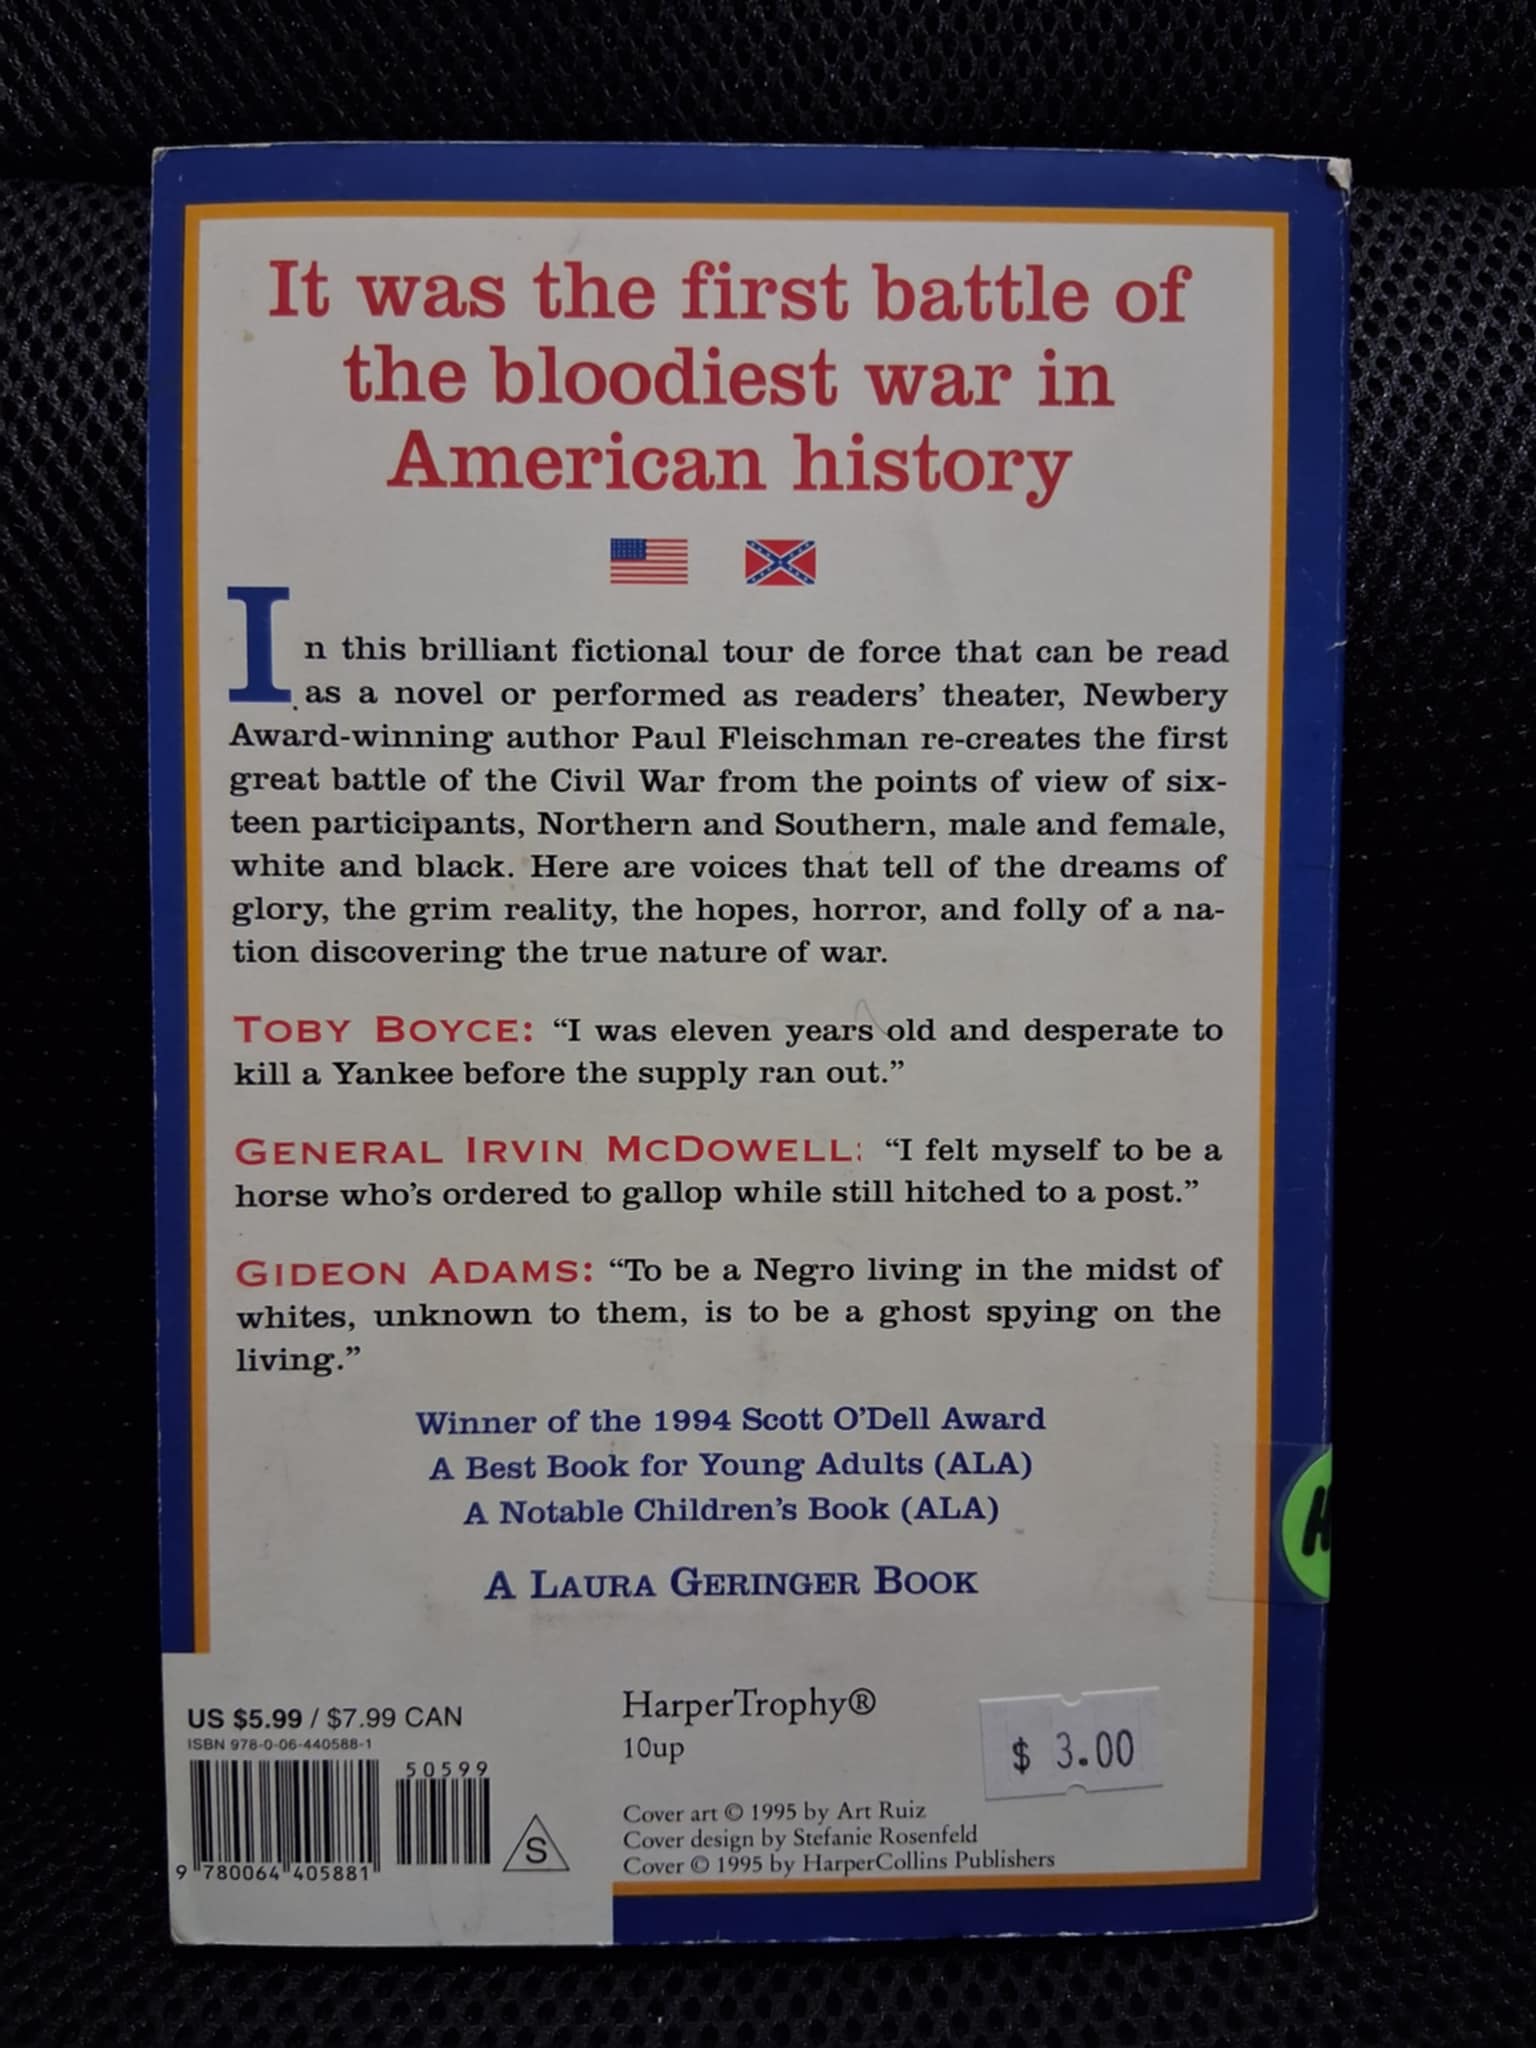 It was the first battle of
the bloodiest war in
American history
In this brilliant fictional tour de force that can be read
as a novel or performed as readers' theater, Newbery
Award-winning author Paul Fleischman re-creates the first
great battle of the Civil War from the points of view of six-
teen participants, Northern and Southern, male and female,
white and black. Here are voices that tell of the dreams of
glory, the grim reality, the hopes, horror, and folly of a na-
tion discovering the true nature of war.
TOBY BOYCE: “I was eleven years old and desperate to
kill a Yankee before the supply ran out.”
GENERAL IRVIN MCDOWELL: “I felt myself to be a
horse who's ordered to gallop while still hitched to a post.”
GIDEON ADAMS: “To be a Negro living in the midst of
whites, unknown to them, is to be a ghost spying on the
living.”
Winner of the 1994 Scott O'Dell Award
A Best Book for Young Adults (ALA)
A Notable Children's Book (ALA)
A LAURA GERINGER BOOK
US $5.99 / $7.99 CAN
ISBN 978-0-06-440588-1
50599
9 780064 405881
S
HarperTrophy®
10up
$ 3.00
Cover art © 1995 by Art Ruiz
Cover design by Stefanie Rosenfeld
Cover © 1995 by HarperCollins Publishers